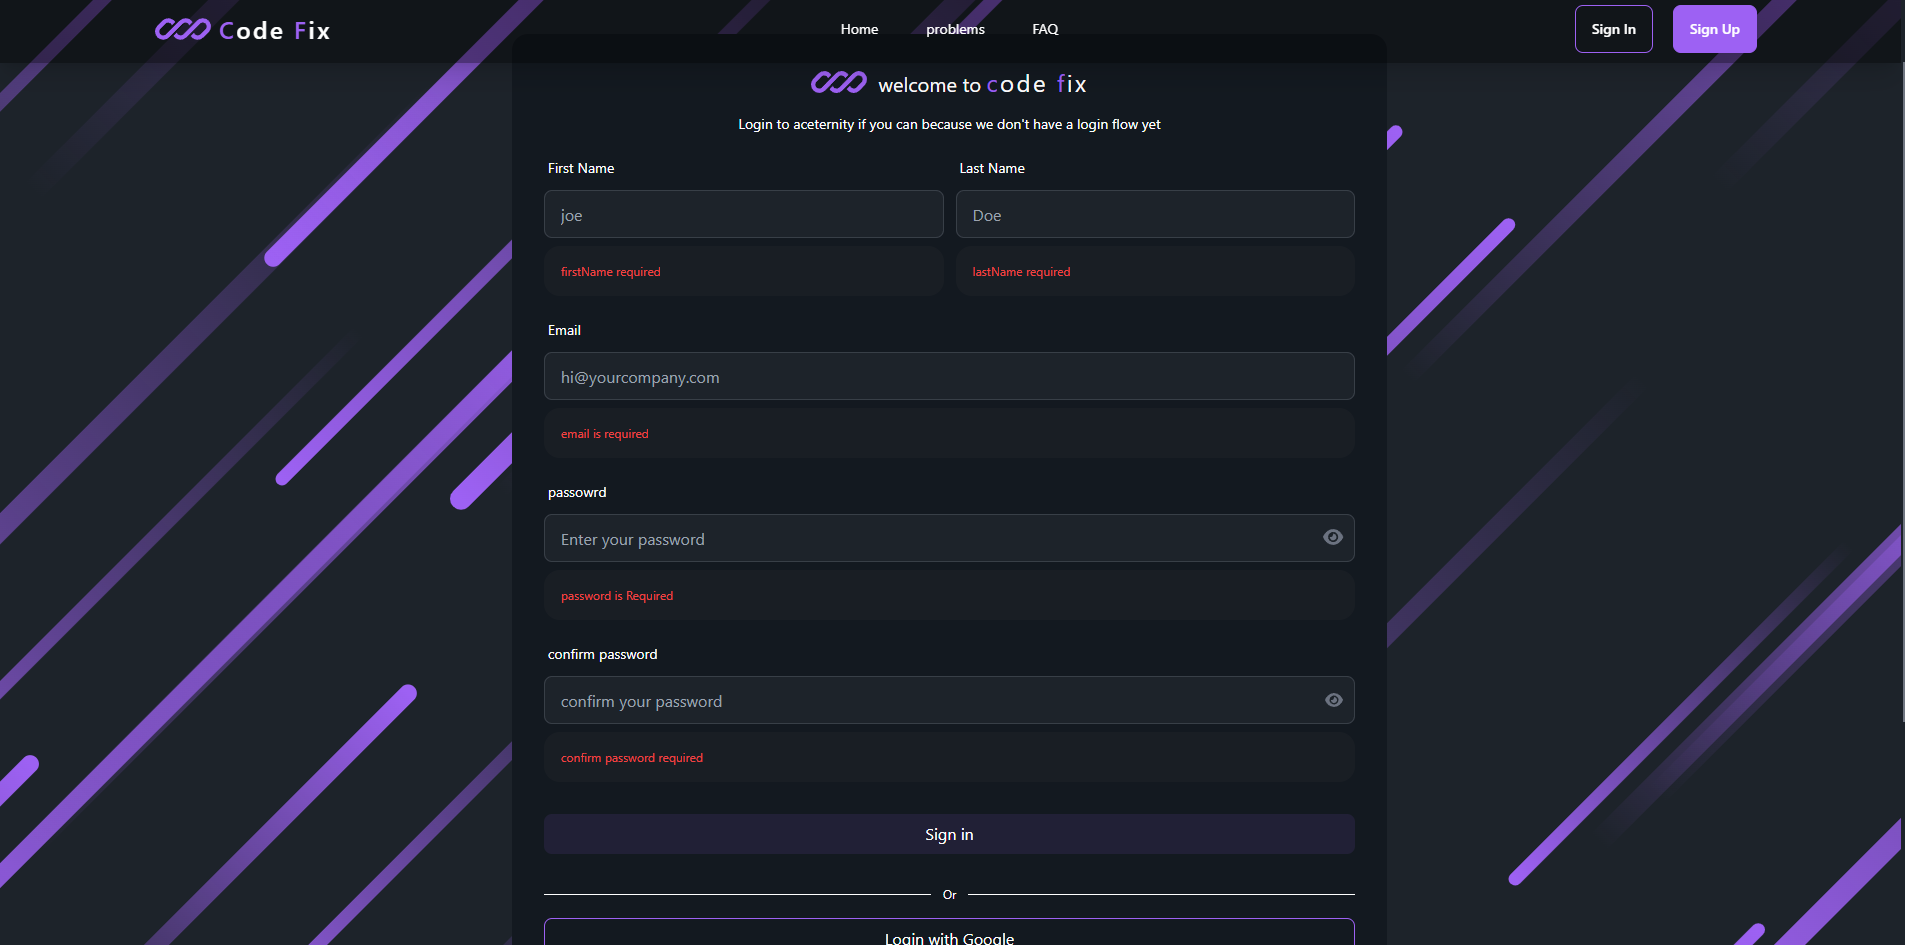 Code Fix
Home problems FAQ
Sign In Sign Up
welcome to code fix
Login to aceternity if you can because we don't have a login flow yet
First Name Last Name
joe Doe
firstName required lastName required
Email
hi@yourcompany.com
email is required
passowrd
Enter your password
password is Required
confirm password
confirm your password
confirm password required
Sign in
Or
Login with Google